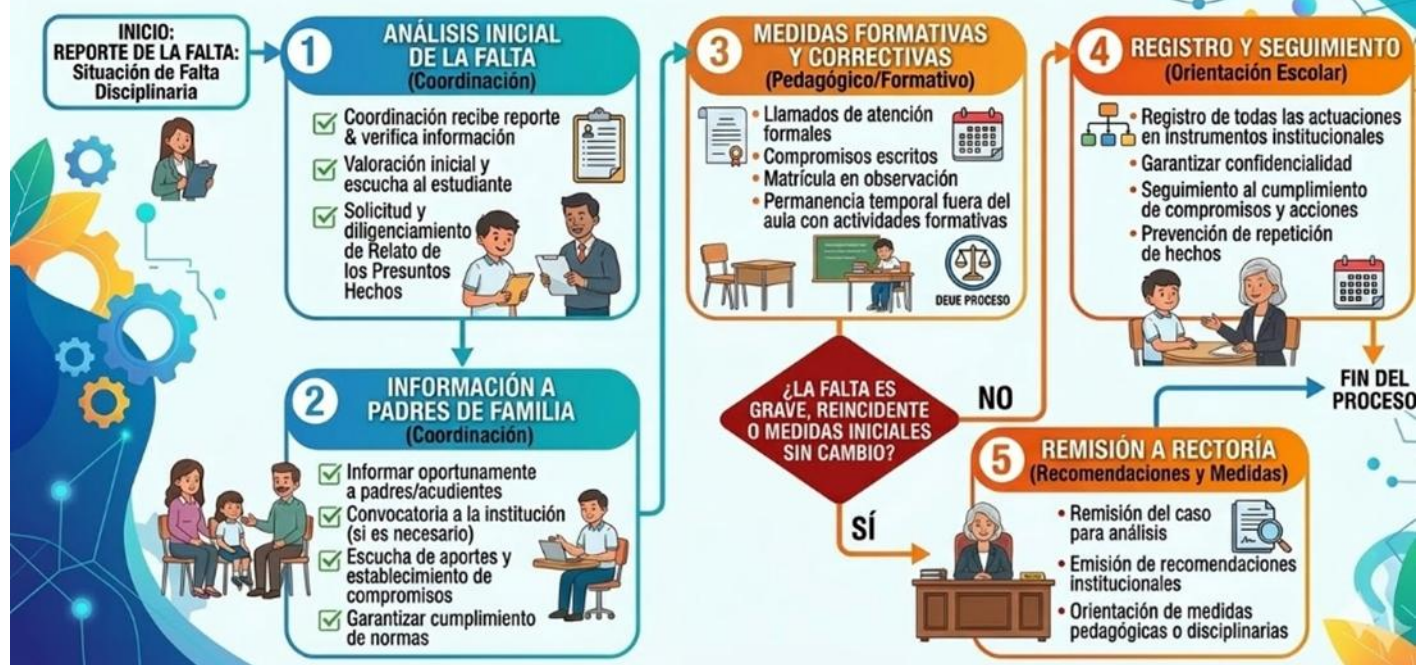 INICIO:
REPORTE DE LA FALTA:
Situación de Falta
Disciplinaria
1
ANÁLISIS INICIAL
DE LA FALTA
(Coordinación)
Coordinación recibe reporte
& verifica información
Valoración inicial y
escucha al estudiante
Solicitud y
diligenciamiento
de Relato de
los Presuntos
Hechos
2
INFORMACIÓN A
PADRES DE FAMILIA
(Coordinación)
Informar oportunamente
a padres/acudientes
Convocatoria a la institución
(si es necesario)
Escucha de aportes y
establecimiento de
compromisos
Garantizar cumplimiento
de normas
3
MEDIDAS FORMATIVAS
Y CORRECTIVAS
(Pedagógico/Formativo)
• Llamados de atención
formales
• Compromisos escritos
• Matrícula en observación
• Permanencia temporal fuera del
aula con actividades formativas
DEUE PROCESO
¿LA FALTA ES
GRAVE, REINCIDENTE
O MEDIDAS INICIALES
SIN CAMBIO?
NO
SÍ
4
REGISTRO Y SEGUIMIENTO
(Orientación Escolar)
• Registro de todas las actuaciones
en instrumentos institucionales
• Garantizar confidencialidad
• Seguimiento al cumplimiento
de compromisos y acciones
• Prevención de repetición
de hechos
FIN DEL
PROCESO
5
REMISIÓN A RECTORÍA
(Recomendaciones y Medidas)
• Remisión del caso
para análisis
• Emisión de recomendaciones
institucionales
• Orientación de medidas
pedagógicas o disciplinarias